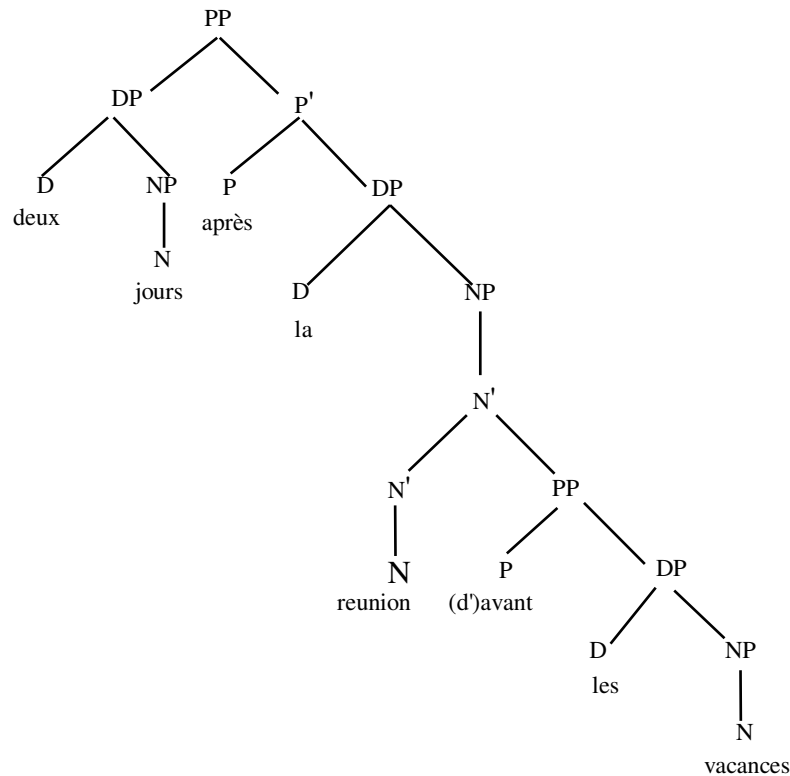 PP
DP P'
D NP P DP
deux après
N
jours
D NP
la
N'
N' PP
N P DP
reunion (d')avant
D NP
les
N
vacances